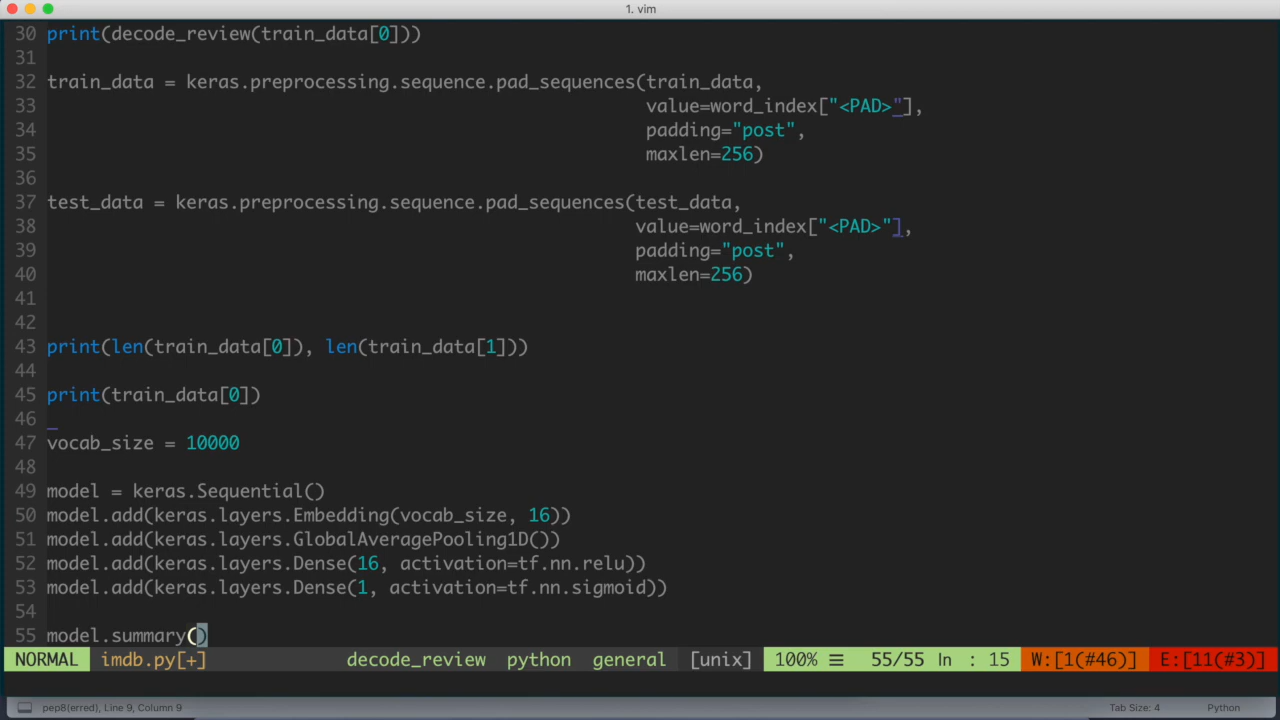 1. vim
30 print(decode_review(train_data[0]))
31
32 train_data = keras.preprocessing.sequence.pad_sequences(train_data,
33 value=word_index["<PAD>"],
34 padding="post",
35 maxlen=256)
36
37 test_data = keras.preprocessing.sequence.pad_sequences(test_data,
38 value=word_index["<PAD>"],
39 padding="post",
40 maxlen=256)
41
42
43 print(len(train_data[0]), len(train_data[1]))
44
45 print(train_data[0])
46
47 vocab_size = 10000
48
49 model = keras.Sequential()
50 model.add(keras.layers.Embedding(vocab_size, 16))
51 model.add(keras.layers.GlobalAveragePooling1D())
52 model.add(keras.layers.Dense(16, activation=tf.nn.relu))
53 model.add(keras.layers.Dense(1, activation=tf.nn.sigmoid))
54
55 model.summary()
NORMAL imdb.py[+] decode_review python general [unix] 100% ☰ 55/55 ln : 15 W:[1(#46)] E:[11(#3)]
pep8(erred), Line 9, Column 9 Tab Size: 4 Python